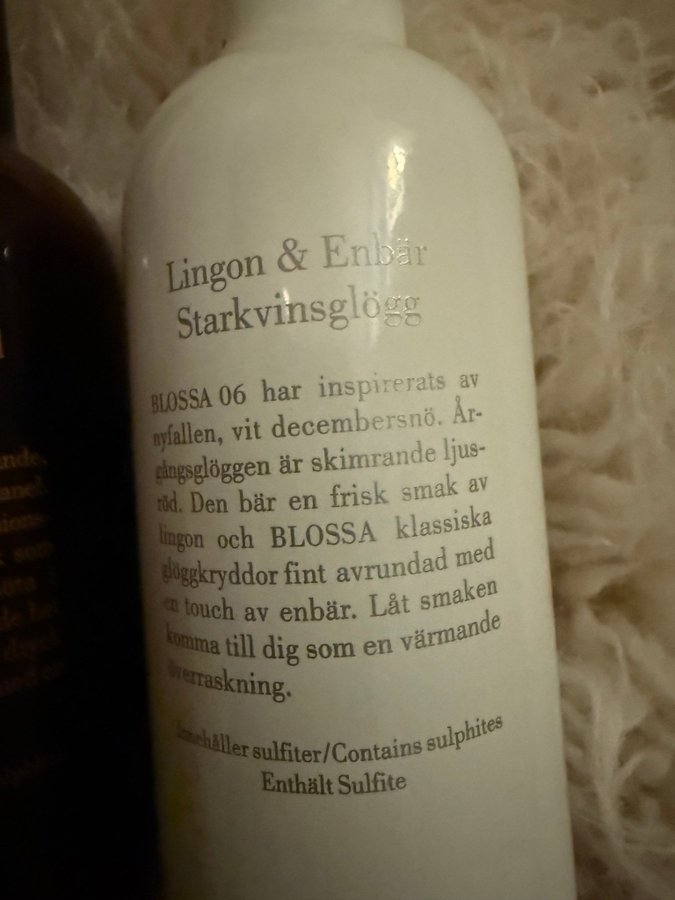 Lingon & Enbär
Starkvinsglögg
BLOSSA 06 har inspirerats av
nyfallen, vit decembersnö. År-
gångsglöggen är skimrande ljus-
röd. Den bär en frisk smak av
lingon och BLOSSA klassiska
glöggkryddor fint avrundad med
en touch av enbär. Låt smaken
komma till dig som en värmande
överraskning.
Innehåller sulfiter/Contains sulphites
Enthält Sulfite